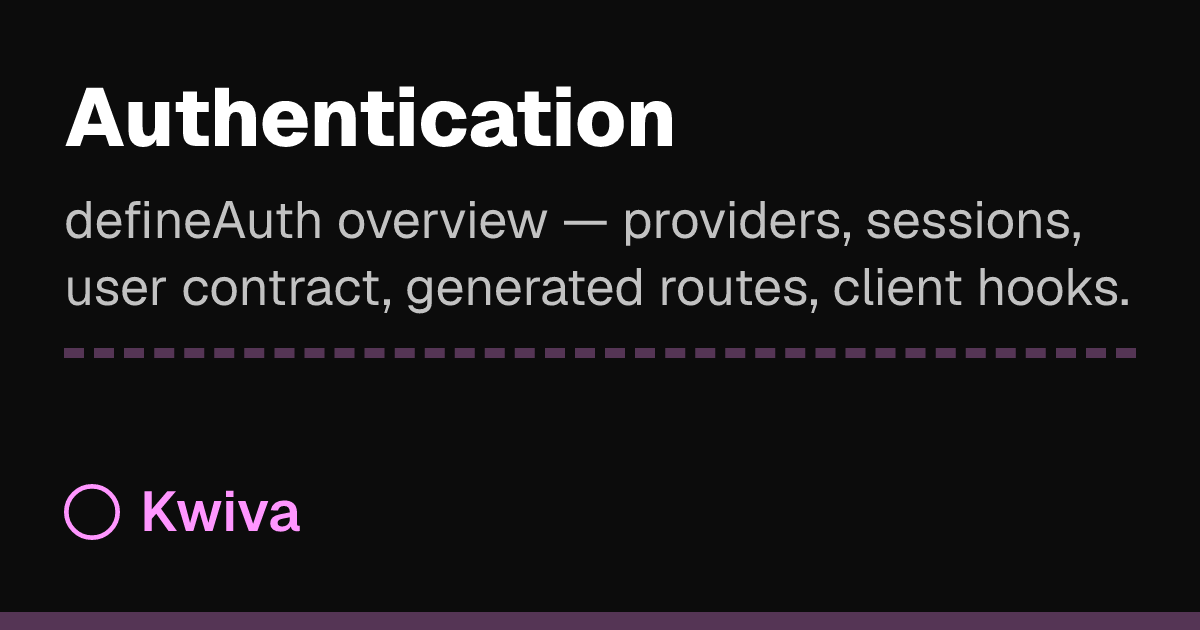 Authentication
defineAuth overview — providers, sessions,
user contract, generated routes, client hooks.
Kwiva